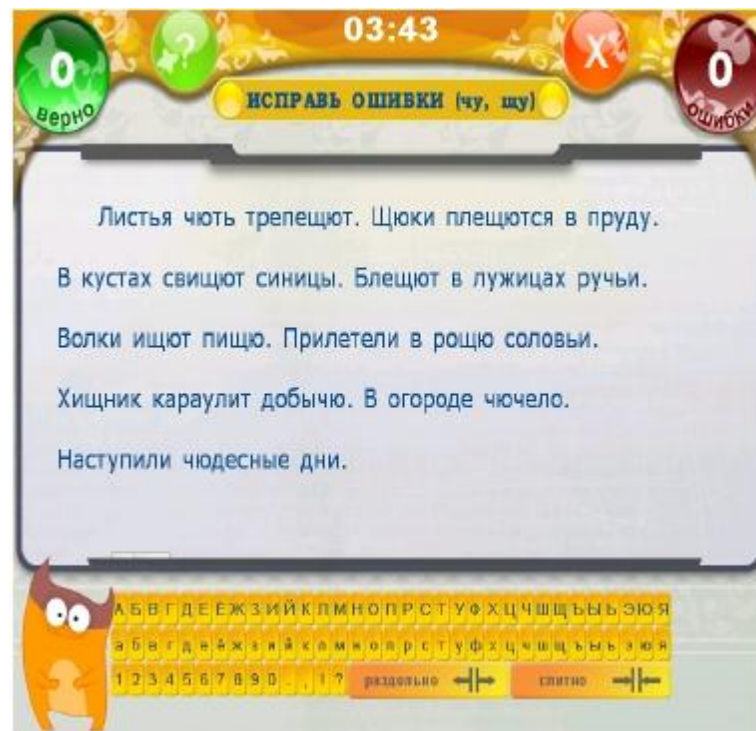 03:43
0
верно
?
X
0
ошибки
ИСПРАВЬ ОШИБКИ (чу, щу)
Листья чють трепещют. Щюки плещются в пруду.
В кустах свищют синицы. Блещют в лужицах ручьи.
Волки ищют пищю. Прилетели в рощю соловьи.
Хищник караулит добычю. В огороде чючело.
Наступили чюдесные дни.
А Б В Г Д Е Ё Ж З И Й К Л М Н О П Р С Т У Ф Х Ц Ч Ш Щ Ъ Ы Ь Э Ю Я
а б в г д е ё ж з и й к л м н о п р с т у ф х ц ч ш щ ъ ы ь э ю я
1 2 3 4 5 6 7 8 9 0 . , ! ? раздельно слитно